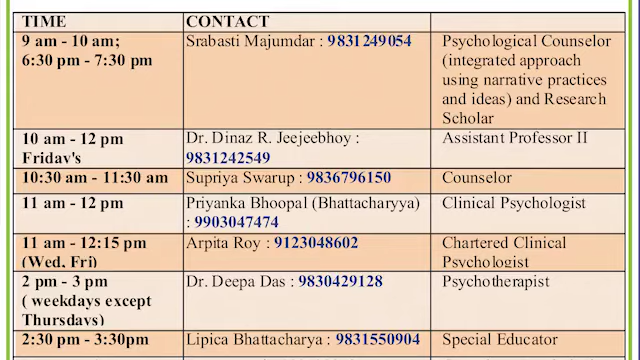 TIME CONTACT
9 am - 10 am; Srabasti Majumdar : 9831249054 Psychological Counselor
6:30 pm - 7:30 pm (integrated approach
using narrative practices
and ideas) and Research
Scholar
10 am - 12 pm Dr. Dinaz R. Jeejeebhoy : Assistant Professor II
Friday's 9831242549
10:30 am - 11:30 am Supriya Swarup : 9836796150 Counselor
11 am - 12 pm Priyanka Bhoopal (Bhattacharyya) Clinical Psychologist
: 9903047474
11 am - 12:15 pm Arpita Roy : 9123048602 Chartered Clinical
(Wed, Fri) Psychologist
2 pm - 3 pm Dr. Deepa Das : 9830429128 Psychotherapist
( weekdays except
Thursdays)
2:30 pm - 3:30pm Lipica Bhattacharya : 9831550904 Special Educator